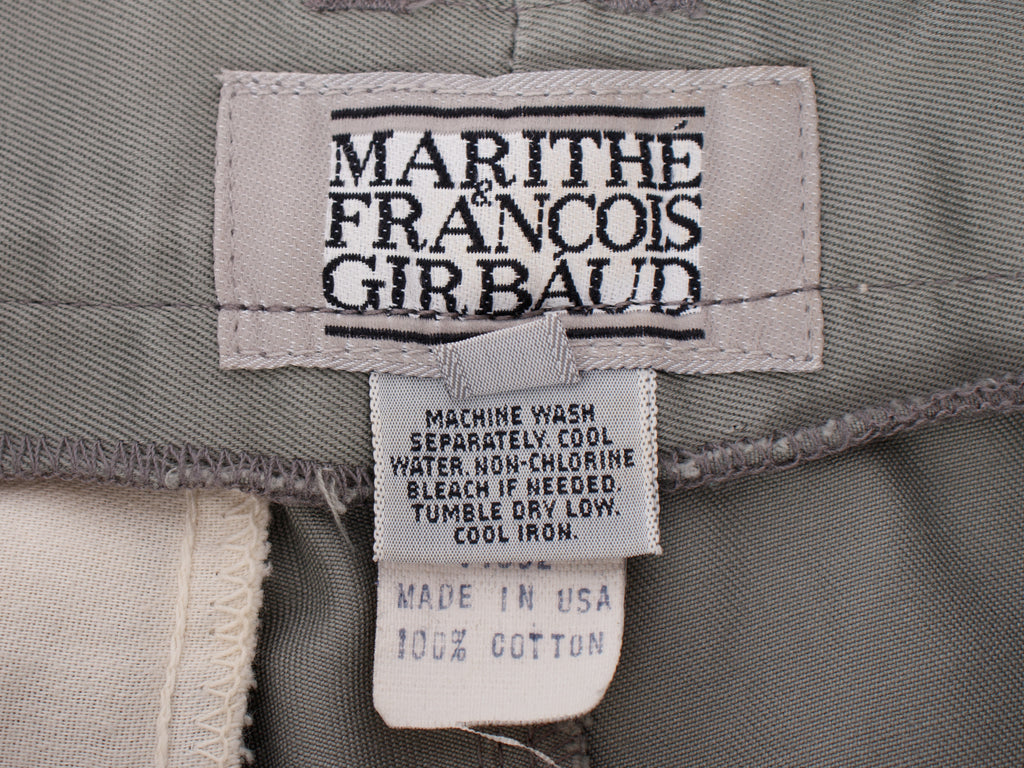 MARITHÉ
&
FRANÇOIS
GIRBAUD
MACHINE WASH
SEPARATELY. COOL
WATER. NON-CHLORINE
BLEACH IF NEEDED.
TUMBLE DRY LOW.
COOL IRON.
MADE IN USA
100% COTTON